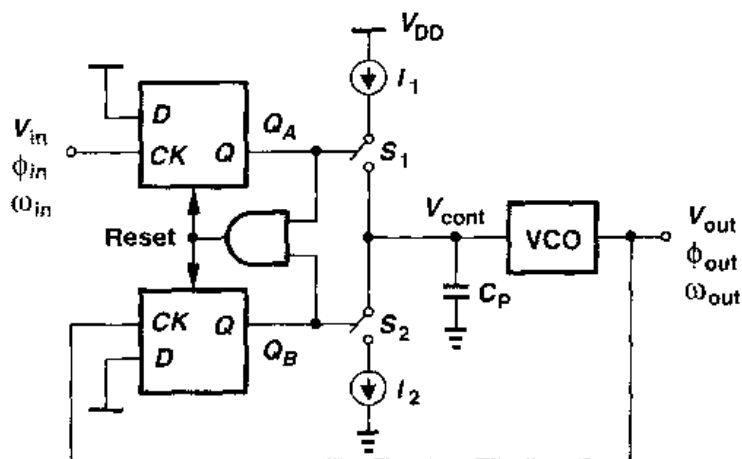 V_DD
I_1
D
V_in
Q_A
CK Q
S_1
ϕ_in
ω_in
V_cont
V_out
Reset
VCO
ϕ_out
C_P
ω_out
CK Q
S_2
D
Q_B
I_2